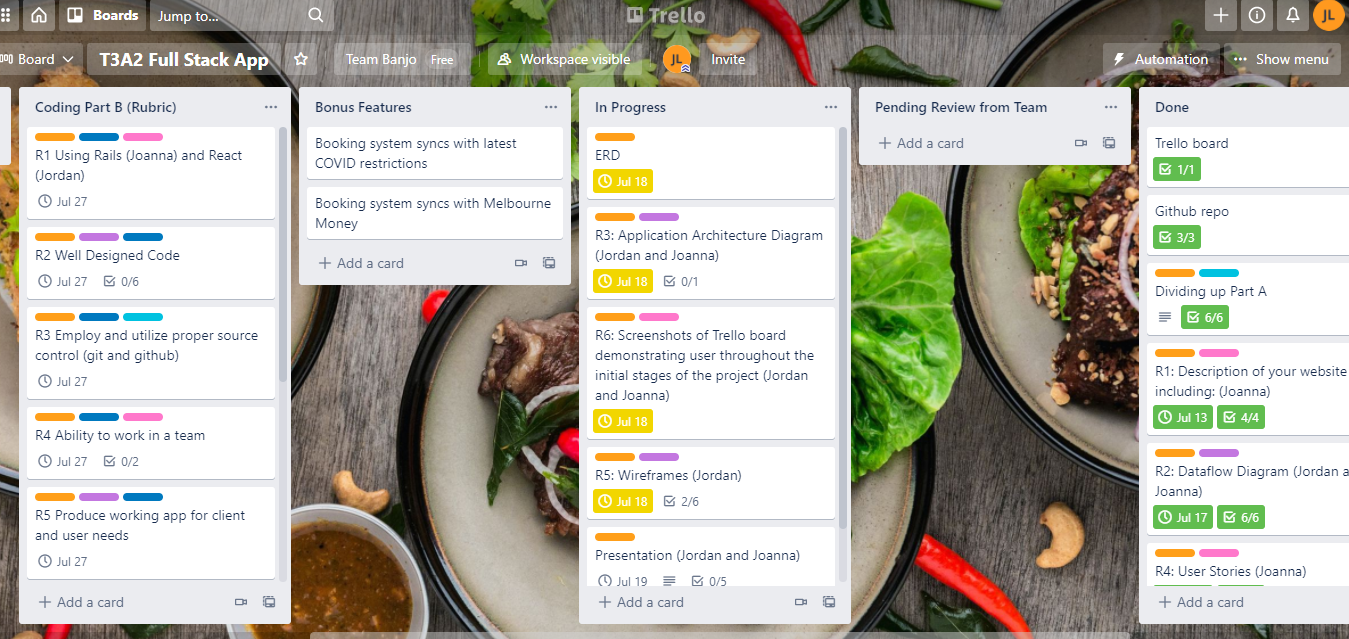 Boards
Jump to...
Trello
JL
Board
T3A2 Full Stack App
Team Banjo
Free
Workspace visible
JL
Invite
Automation
Show menu
Coding Part B (Rubric)
R1 Using Rails (Joanna) and React
(Jordan)
Jul 27
R2 Well Designed Code
Jul 27 0/6
R3 Employ and utilize proper source
control (git and github)
Jul 27
R4 Ability to work in a team
Jul 27 0/2
R5 Produce working app for client
and user needs
Jul 27
Add a card
Bonus Features
Booking system syncs with latest
COVID restrictions
Booking system syncs with Melbourne
Money
Add a card
In Progress
ERD
Jul 18
R3: Application Architecture Diagram
(Jordan and Joanna)
Jul 18 0/1
R6: Screenshots of Trello board
demonstrating user throughout the
initial stages of the project (Jordan
and Joanna)
Jul 18
R5: Wireframes (Jordan)
Jul 18 2/6
Presentation (Jordan and Joanna)
Jul 19 0/5
Add a card
Pending Review from Team
Add a card
Done
Trello board
1/1
Github repo
3/3
Dividing up Part A
6/6
R1: Description of your website
including: (Joanna)
Jul 13 4/4
R2: Dataflow Diagram (Jordan a
Joanna)
Jul 17 6/6
R4: User Stories (Joanna)
Add a card